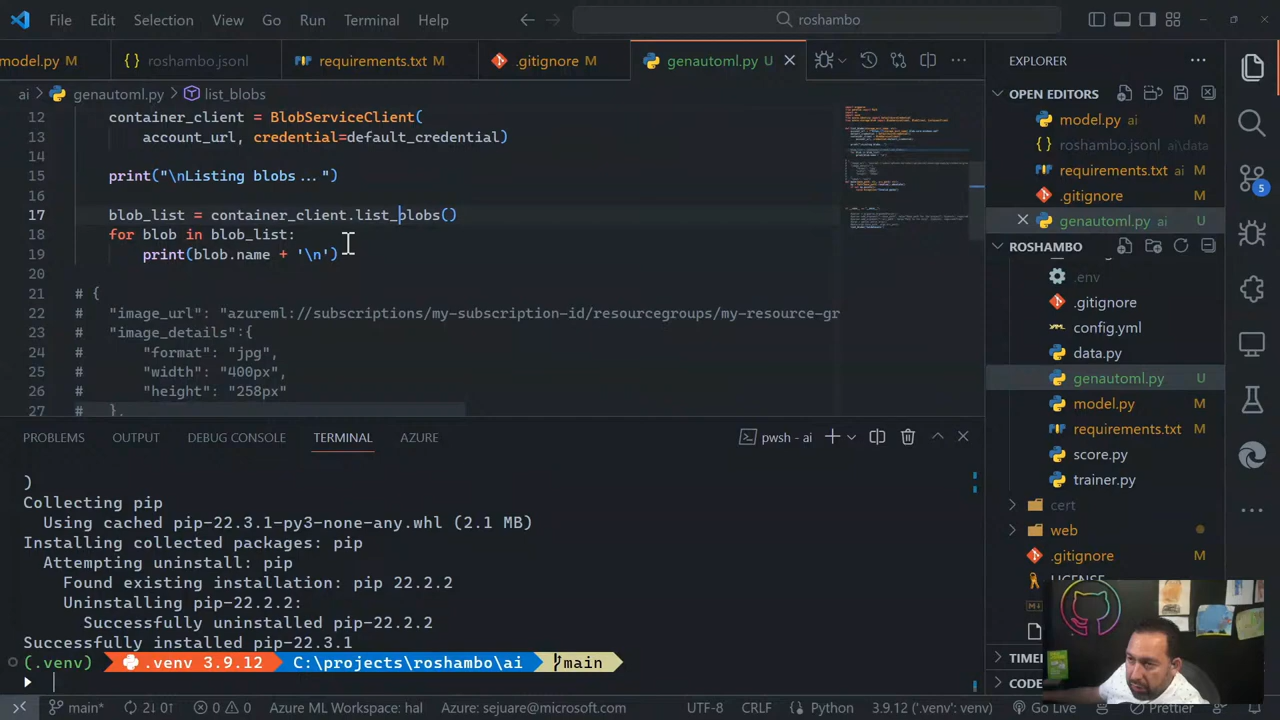 File Edit Selection View Go Run Terminal Help
roshambo
model.py M
roshambo.jsonl
requirements.txt M
.gitignore M
genautoml.py U
ai > genautoml.py > list_blobs
12 container_client = BlobServiceClient(
13 account_url, credential=default_credential)
14
15 print("\nListing blobs...")
16
17 blob_list = container_client.list_blobs()
18 for blob in blob_list:
19 print(blob.name + '\n')
20
21 # {
22 # "image_url": "azureml://subscriptions/my-subscription-id/resourcegroups/my-resource-gr
23 # "image_details":{
24 # "format": "jpg",
25 # "width": "400px",
26 # "height": "258px"
27 # },
PROBLEMS OUTPUT DEBUG CONSOLE TERMINAL AZURE
pwsh - ai
)
Collecting pip
Using cached pip-22.3.1-py3-none-any.whl (2.1 MB)
Installing collected packages: pip
Attempting uninstall: pip
Found existing installation: pip 22.2.2
Uninstalling pip-22.2.2:
Successfully uninstalled pip-22.2.2
Successfully installed pip-22.3.1
(.venv) .venv 3.9.12 C:\projects\roshambo\ai main
EXPLORER
OPEN EDITORS
model.py M
roshambo.jsonl ai\data
requirements.txt ai M
.gitignore M
genautoml.py ai U
ROSHAMBO
.env
.gitignore
config.yml
data.py
genautoml.py U
model.py M
requirements.txt M
score.py
trainer.py
cert
web
.gitignore M
LICENSE
TIMEL
CODE
5
main* 2↓ 0↑ 0 0 Azure ML Workspace: hal Azure: sejuare@microsoft.com UTF-8 CRLF Python 3.9.12 ('.venv': venv) Go Live Prettier